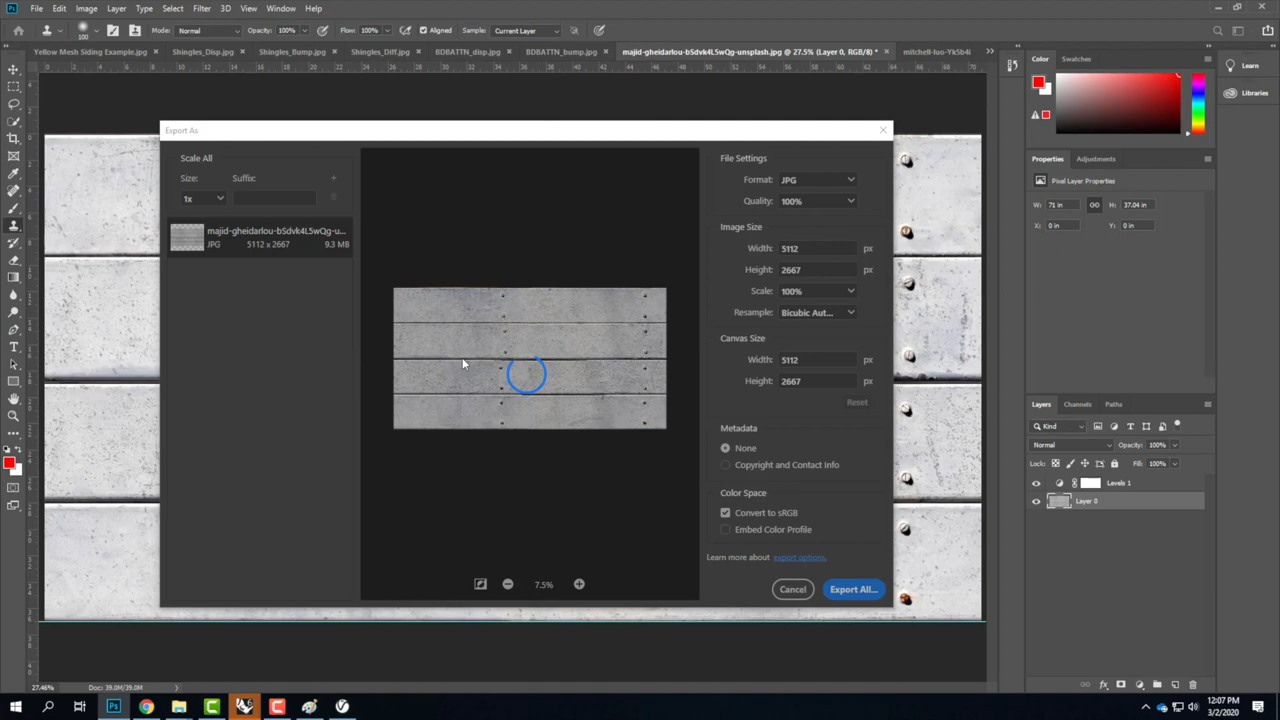 File Edit Image Layer Type Select Filter 3D View Window Help
100 Mode: Normal Opacity: 100% Flow: 100% Aligned Sample: Current Layer
Yellow Mesh Siding Example.jpg × Shingles_Disp.jpg × Shingles_Bump.jpg × Shingles_Diff.jpg × BDBATTN_disp.jpg × BDBATTN_bump.jpg × majid-gheidarlou-bSdvk4L5wQg-unsplash.jpg @ 27.5% (Layer 0, RGB/8) * × mitchell-luo-Yk5b4i
Color Swatches
Learn
Libraries
Export As
Scale All
Size: Suffix: +
1x
majid-gheidarlou-bSdvk4L5wQg-u...
JPG 5112 x 2667 9.3 MB
7.5%
File Settings
Format: JPG
Quality: 100%
Image Size
Width: 5112 px
Height: 2667 px
Scale: 100%
Resample: Bicubic Aut...
Canvas Size
Width: 5112 px
Height: 2667 px
Reset
Metadata
None
Copyright and Contact Info
Color Space
Convert to sRGB
Embed Color Profile
Learn more about export options.
Cancel Export All...
Properties Adjustments
Pixel Layer Properties
W: 71 in H: 37.04 in
X: 0 in Y: 0 in
Layers Channels Paths
Kind
Normal Opacity: 100%
Lock: Fill: 100%
Levels 1
Layer 0
27.46% Doc: 39.0M/39.0M
12:07 PM
3/2/2020